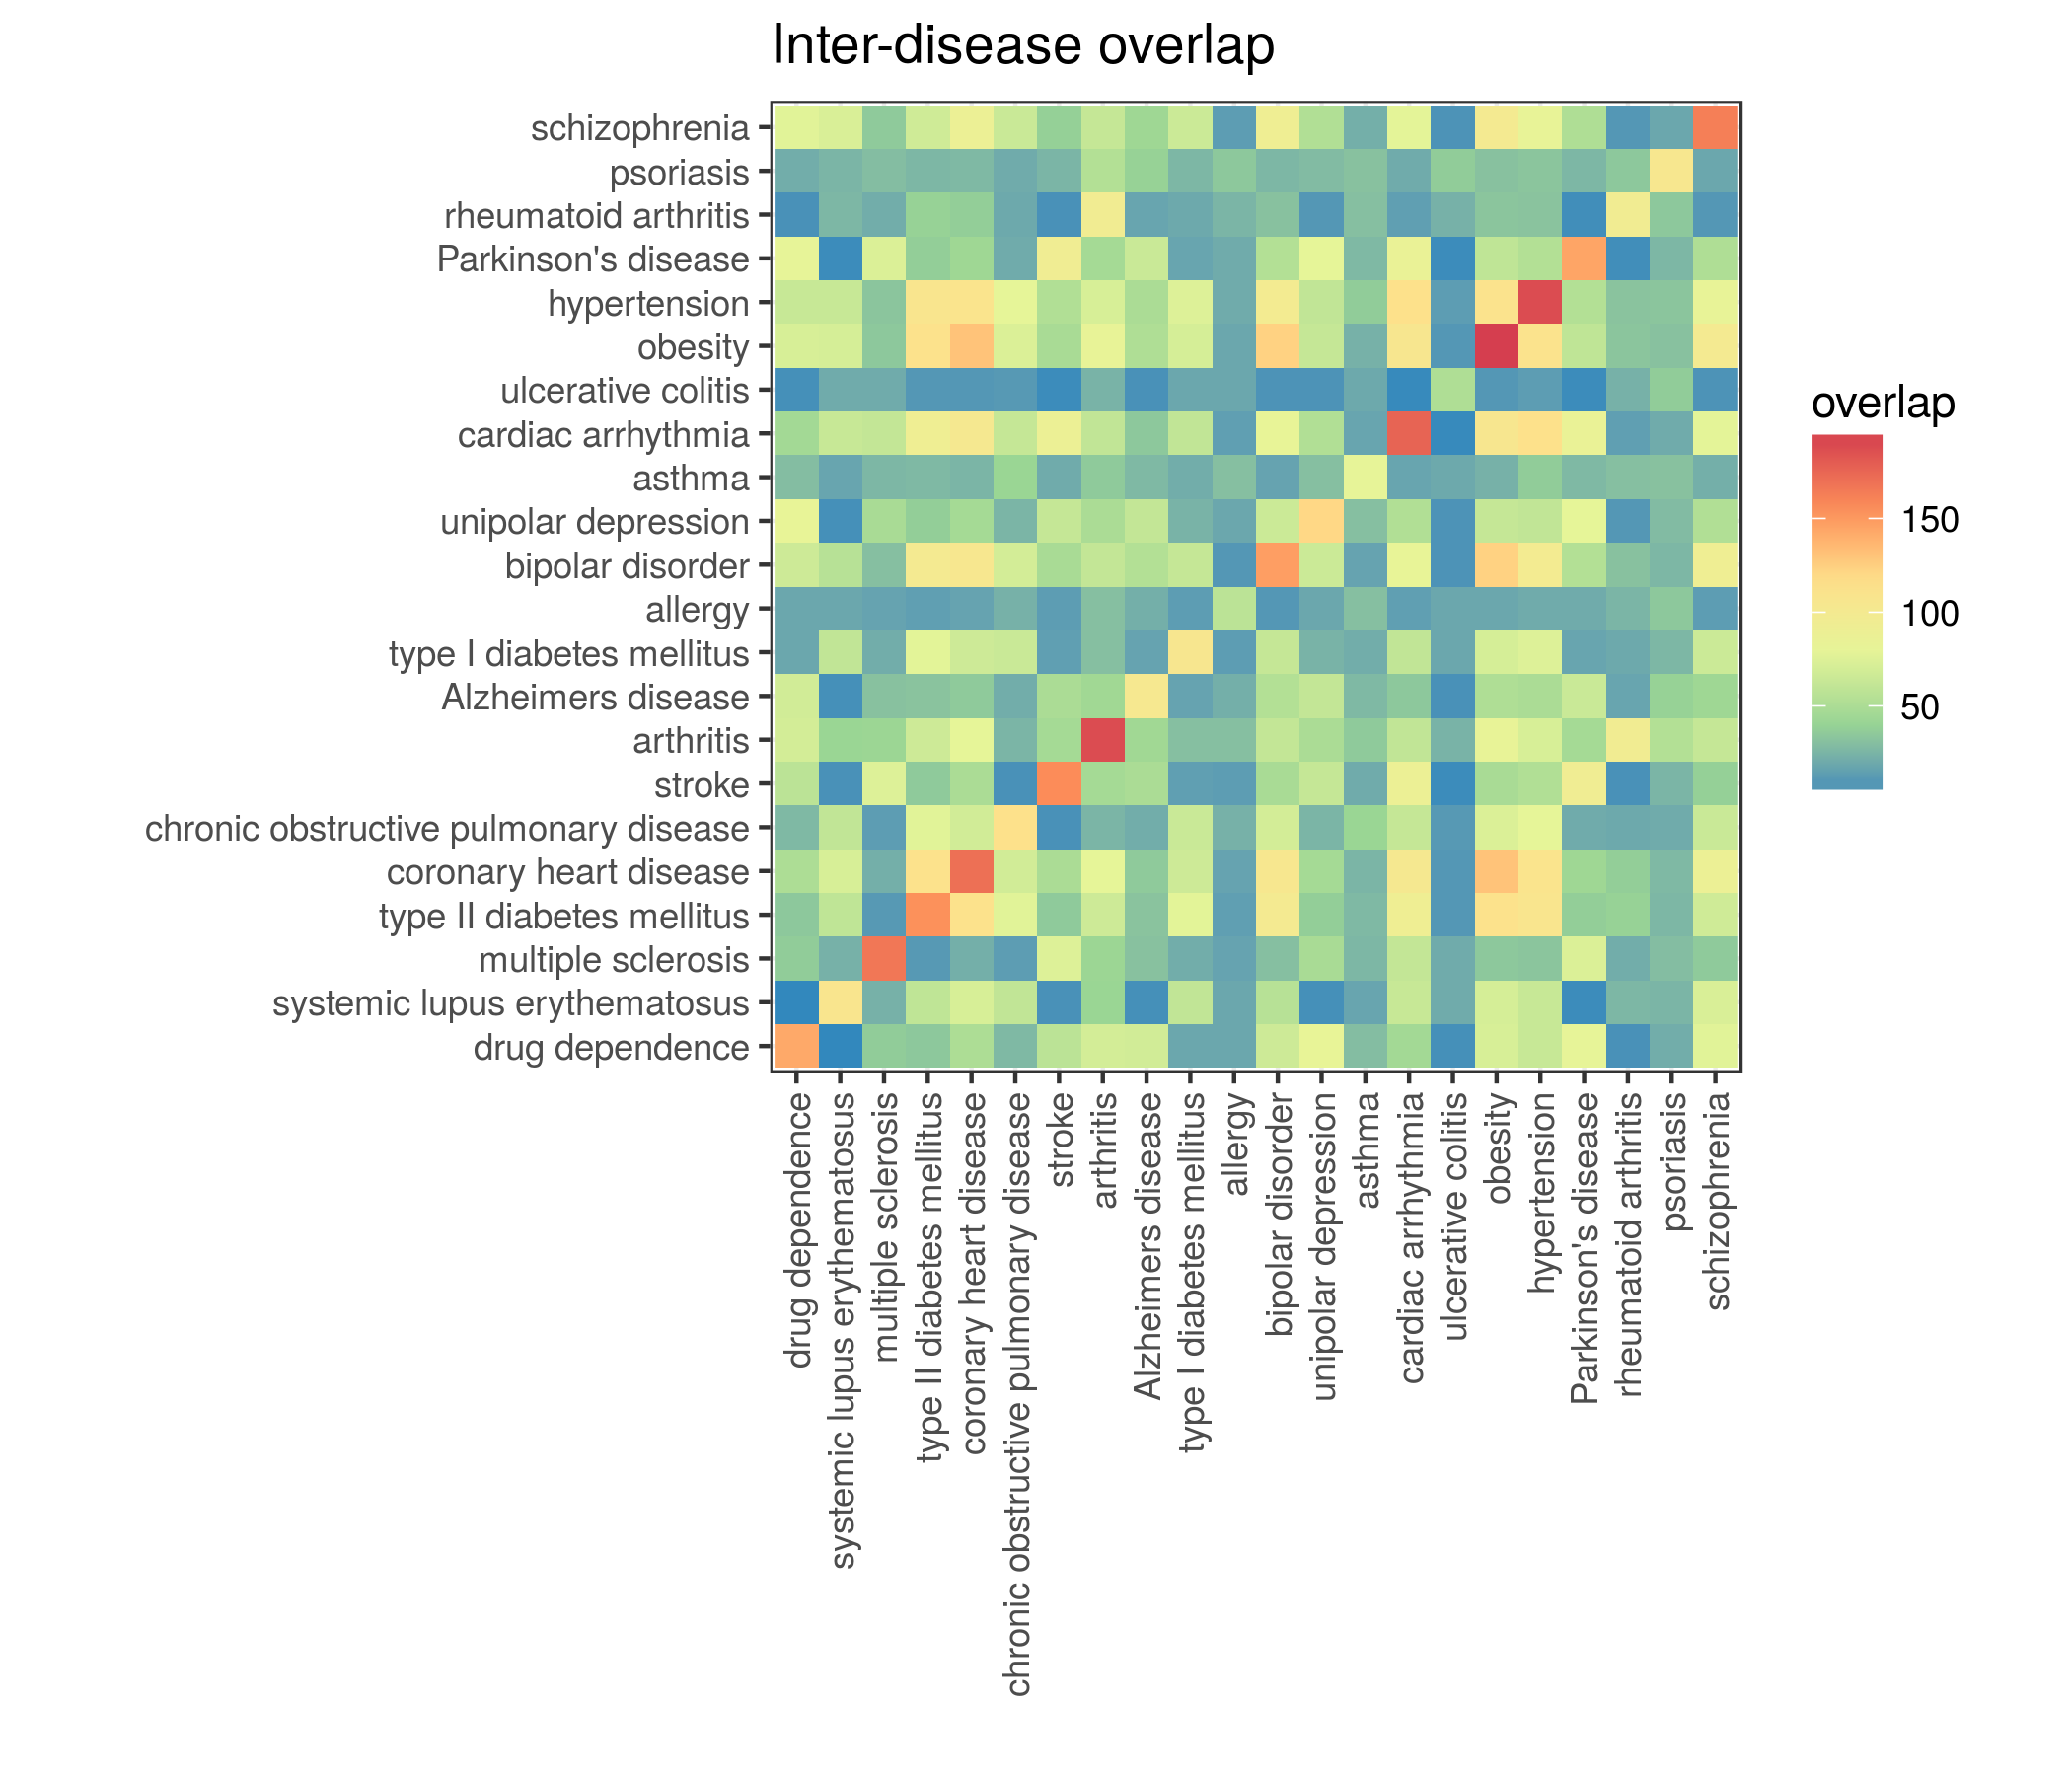 Inter-disease overlap
schizophrenia
psoriasis
rheumatoid arthritis
Parkinson's disease
hypertension
obesity
ulcerative colitis
cardiac arrhythmia
asthma
unipolar depression
bipolar disorder
allergy
type I diabetes mellitus
Alzheimers disease
arthritis
stroke
chronic obstructive pulmonary disease
coronary heart disease
type II diabetes mellitus
multiple sclerosis
systemic lupus erythematosus
drug dependence
drug dependence
systemic lupus erythematosus
multiple sclerosis
type II diabetes mellitus
coronary heart disease
chronic obstructive pulmonary disease
stroke
arthritis
Alzheimers disease
type I diabetes mellitus
allergy
bipolar disorder
unipolar depression
asthma
cardiac arrhythmia
ulcerative colitis
obesity
hypertension
Parkinson's disease
rheumatoid arthritis
psoriasis
schizophrenia
overlap
150
100
50